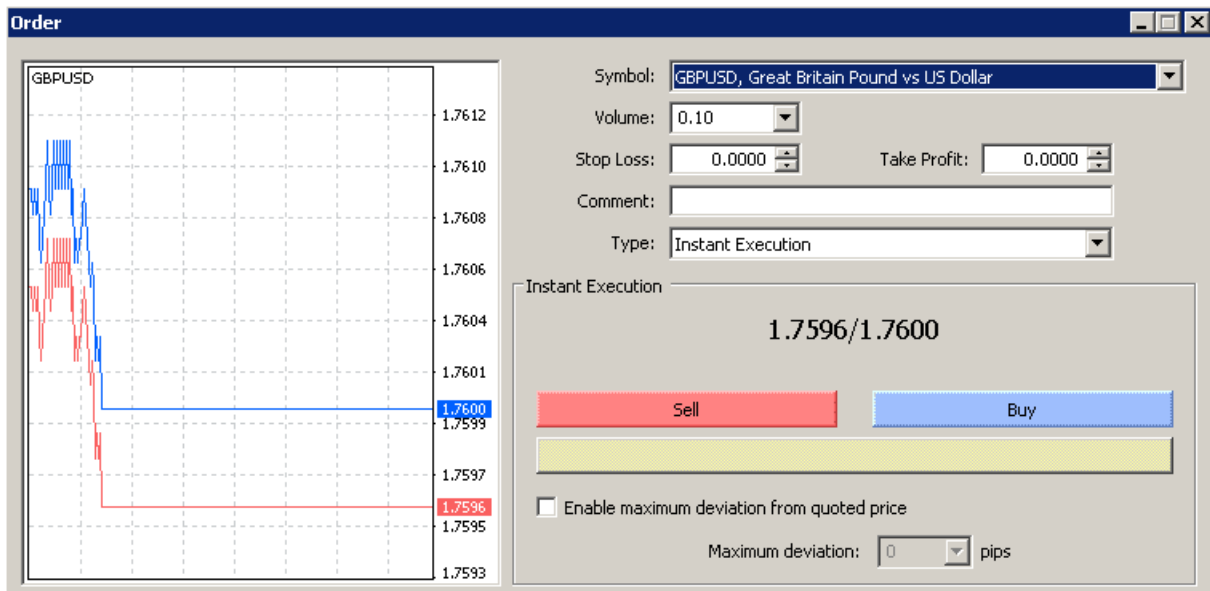 Order
GBPUSD
1.7612
1.7610
1.7608
1.7606
1.7604
1.7601
1.7600
1.7599
1.7597
1.7596
1.7595
1.7593
Symbol: GBPUSD, Great Britain Pound vs US Dollar
Volume: 0.10
Stop Loss: 0.0000 Take Profit: 0.0000
Comment:
Type: Instant Execution
Instant Execution
1.7596/1.7600
Sell Buy
Enable maximum deviation from quoted price
Maximum deviation: 0 pips